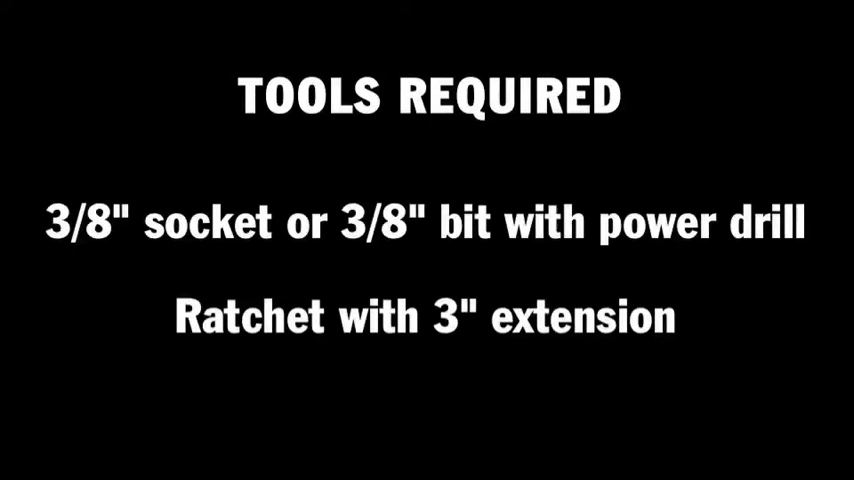 TOOLS REQUIRED
3/8" socket or 3/8" bit with power drill
Ratchet with 3" extension